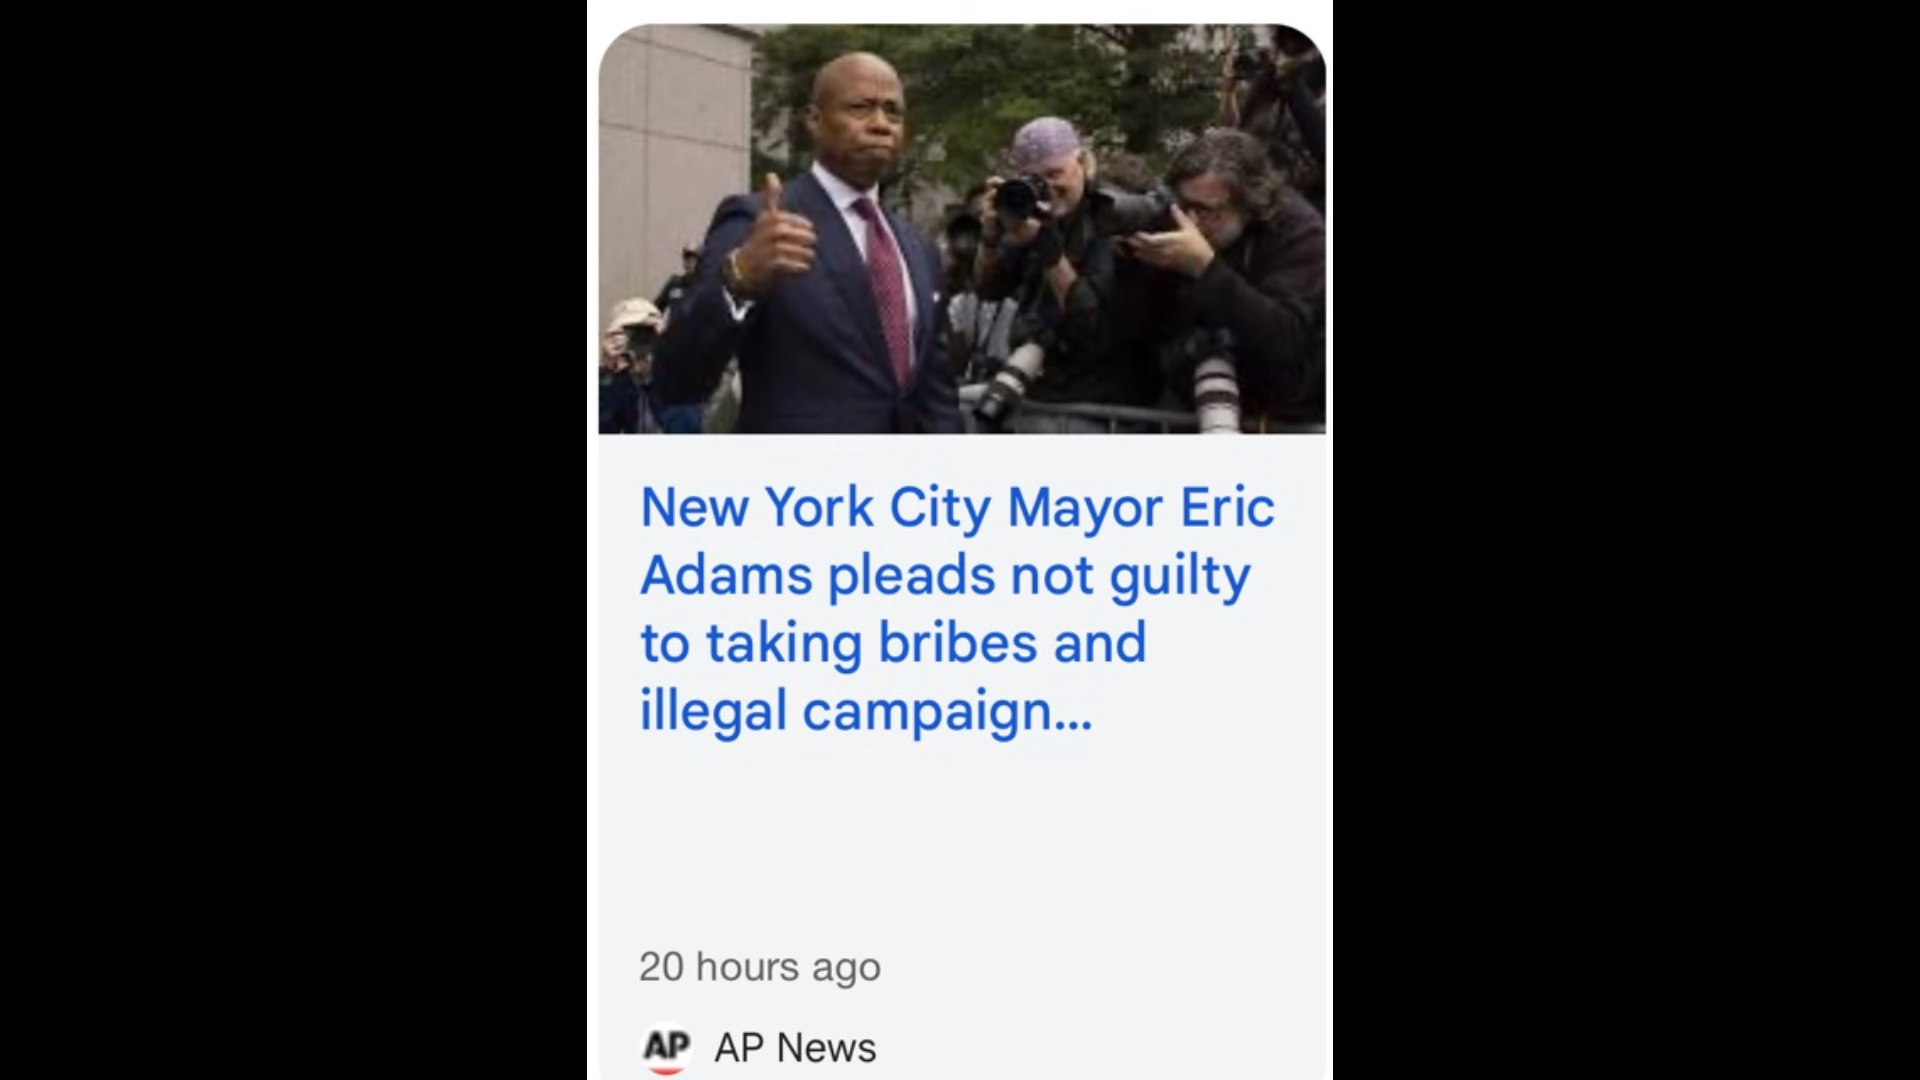 New York City Mayor Eric
Adams pleads not guilty
to taking bribes and
illegal campaign...
20 hours ago
AP AP News